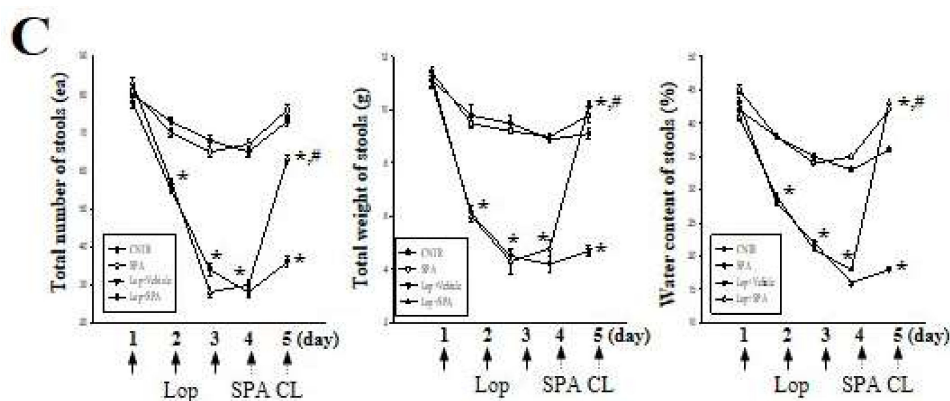 C
Total number of stools (ea)
CNTR
SPA
Lop+Vehicle
Lop+SPA
*
*
*
*,#
*
1 2 3 4 5 (day)
Lop SPA CL
Total weight of stools (g)
CNTR
SPA
Lop+Vehicle
Lop+SPA
*
*
*
*,#
*
1 2 3 4 5 (day)
Lop SPA CL
Water content of stools (%)
CNTR
SPA
Lop+Vehicle
Lop+SPA
*
*
*
*,#
*
1 2 3 4 5 (day)
Lop SPA CL